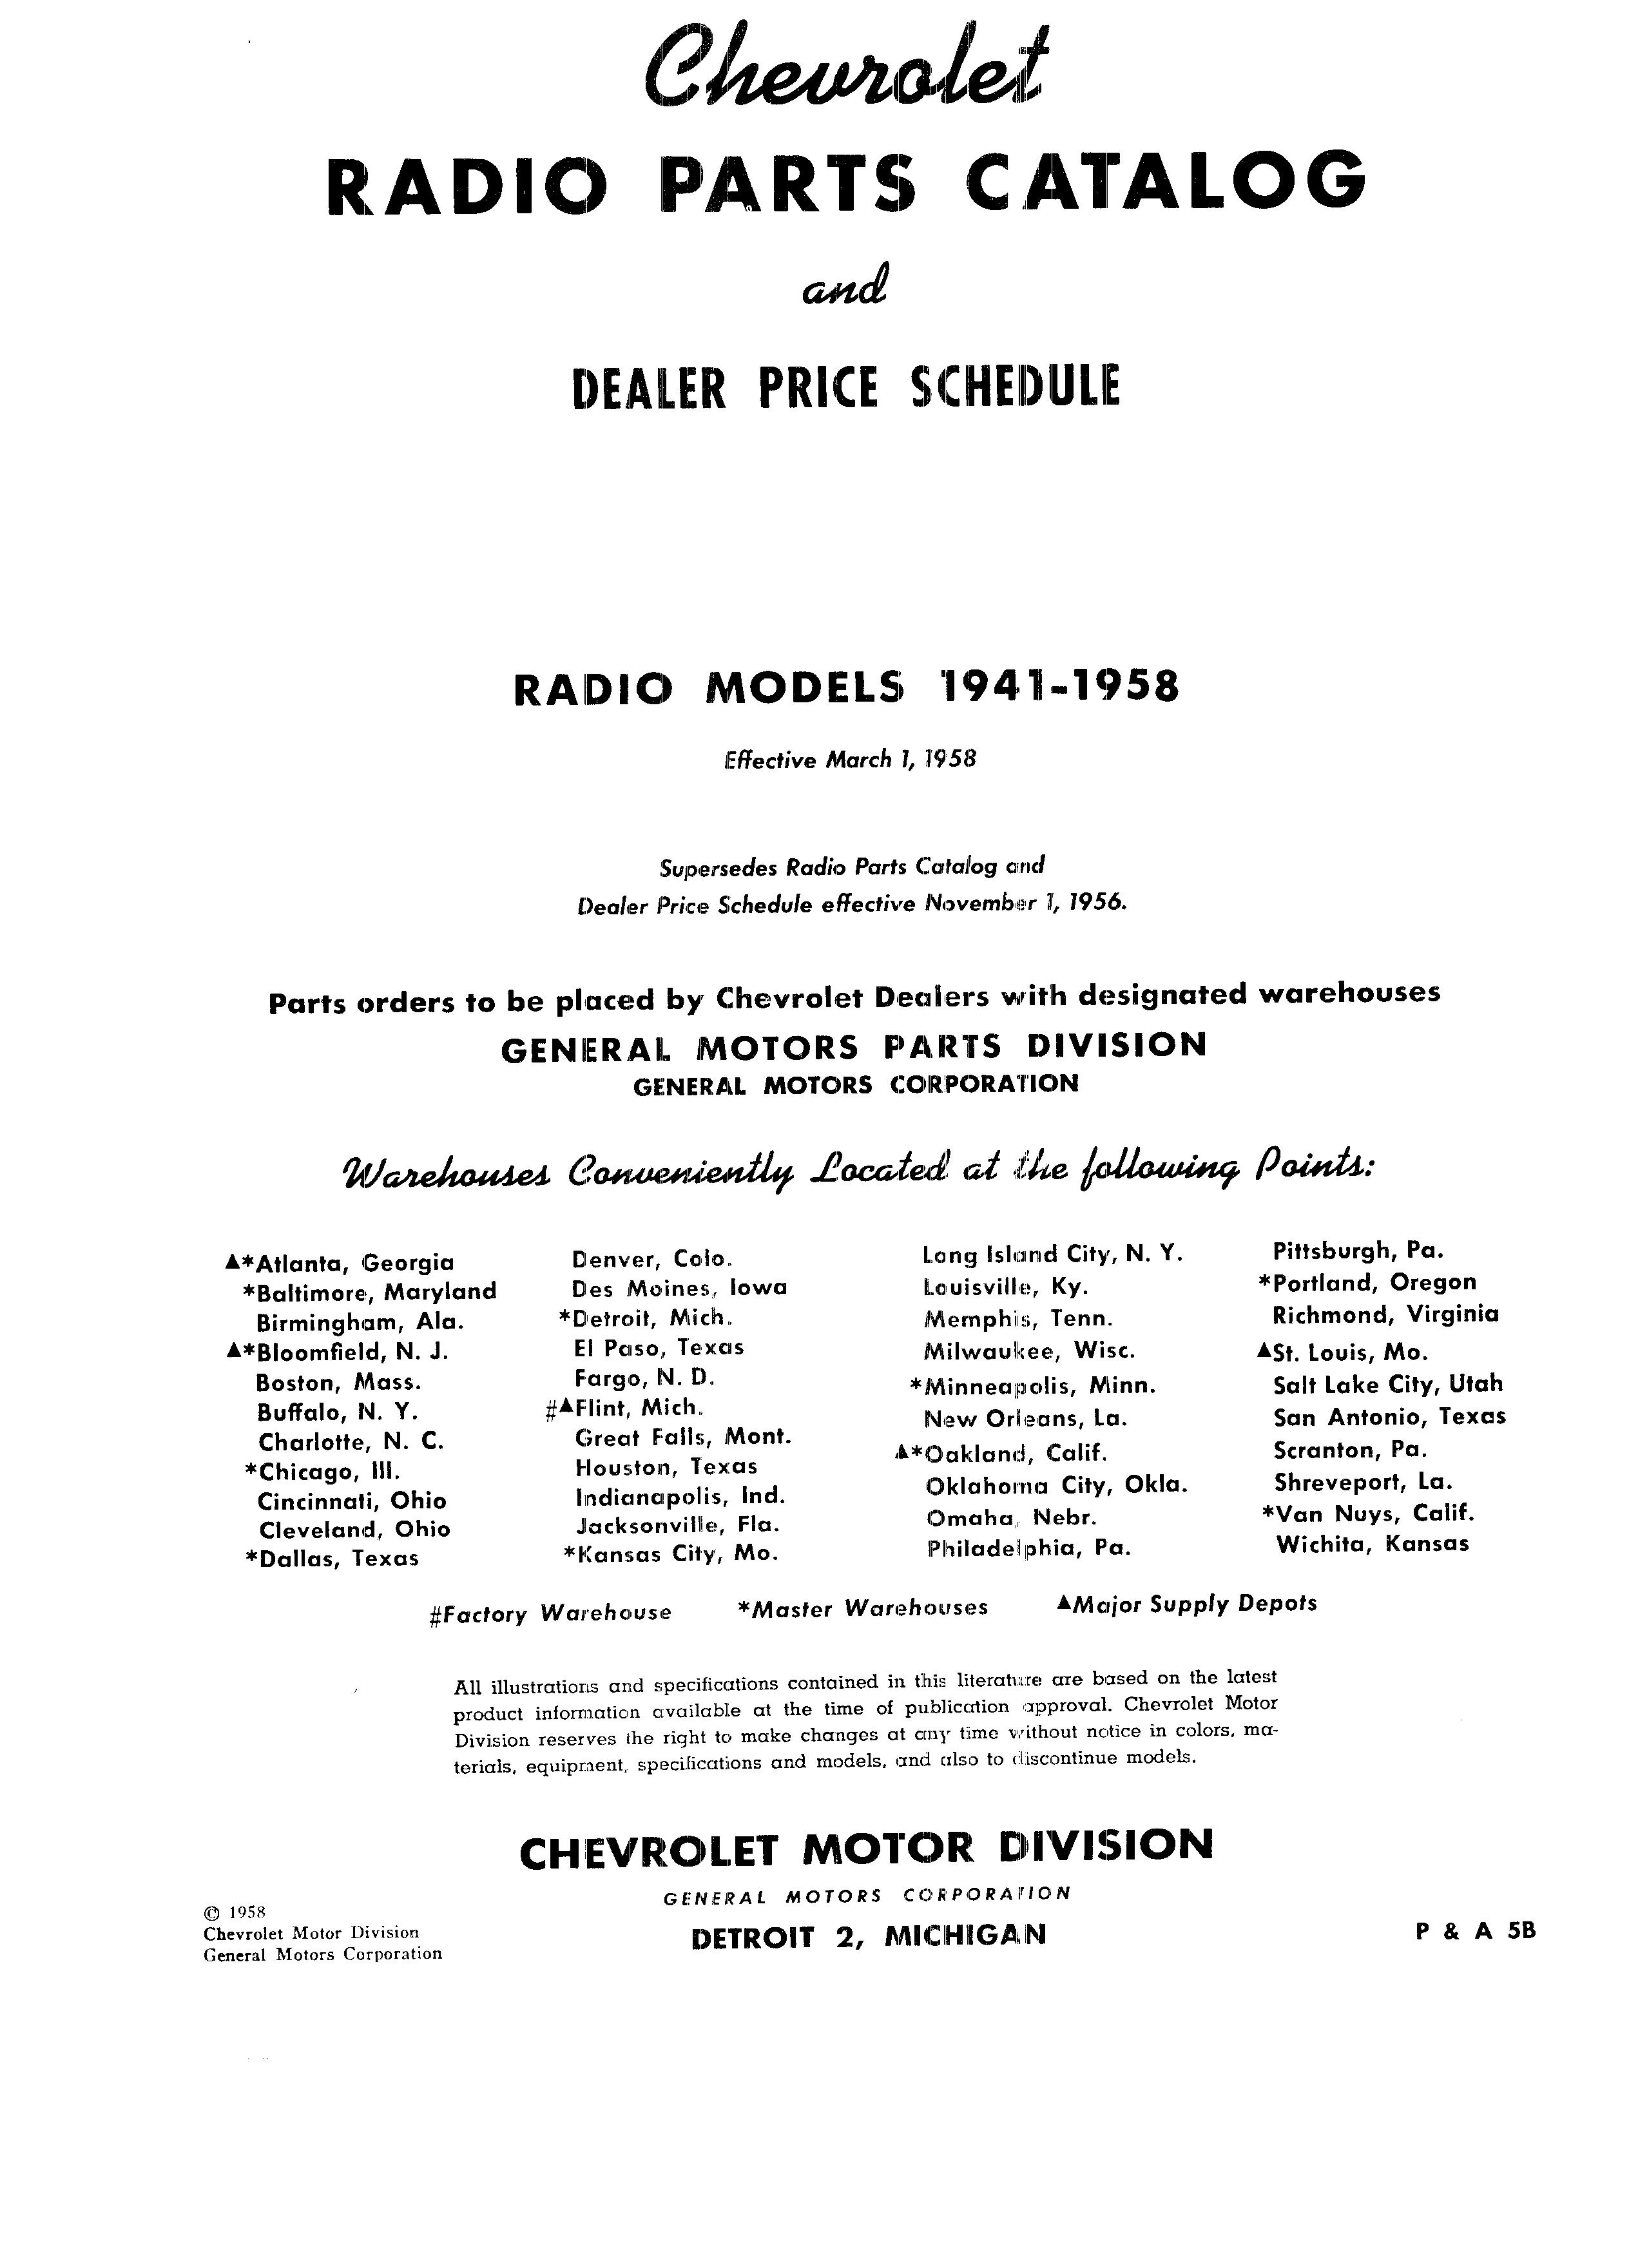 Chevrolet
RADIO PARTS CATALOG
and
DEALER PRICE SCHEDULE
RADIO MODELS 1941-1958
Effective March 1, 1958
Supersedes Radio Parts Catalog and
Dealer Price Schedule effective November 1, 1956.
Parts orders to be placed by Chevrolet Dealers with designated warehouses
GENERAL MOTORS PARTS DIVISION
GENERAL MOTORS CORPORATION
Warehouses Conveniently Located at the following Points:
▲*Atlanta, Georgia
*Baltimore, Maryland
Birmingham, Ala.
▲*Bloomfield, N. J.
Boston, Mass.
Buffalo, N. Y.
Charlotte, N. C.
*Chicago, Ill.
Cincinnati, Ohio
Cleveland, Ohio
*Dallas, Texas
Denver, Colo.
Des Moines, Iowa
*Detroit, Mich.
El Paso, Texas
Fargo, N. D.
#▲Flint, Mich.
Great Falls, Mont.
Houston, Texas
Indianapolis, Ind.
Jacksonville, Fla.
*Kansas City, Mo.
Long Island City, N. Y.
Louisville, Ky.
Memphis, Tenn.
Milwaukee, Wisc.
*Minneapolis, Minn.
New Orleans, La.
▲*Oakland, Calif.
Oklahoma City, Okla.
Omaha, Nebr.
Philadelphia, Pa.
Pittsburgh, Pa.
*Portland, Oregon
Richmond, Virginia
▲St. Louis, Mo.
Salt Lake City, Utah
San Antonio, Texas
Scranton, Pa.
Shreveport, La.
*Van Nuys, Calif.
Wichita, Kansas
#Factory Warehouse *Master Warehouses ▲Major Supply Depots
All illustrations and specifications contained in this literature are based on the latest
product information available at the time of publication approval. Chevrolet Motor
Division reserves the right to make changes at any time without notice in colors, ma-
terials, equipment, specifications and models, and also to discontinue models.
CHEVROLET MOTOR DIVISION
GENERAL MOTORS CORPORATION
DETROIT 2, MICHIGAN
© 1958
Chevrolet Motor Division
General Motors Corporation
P & A 5B